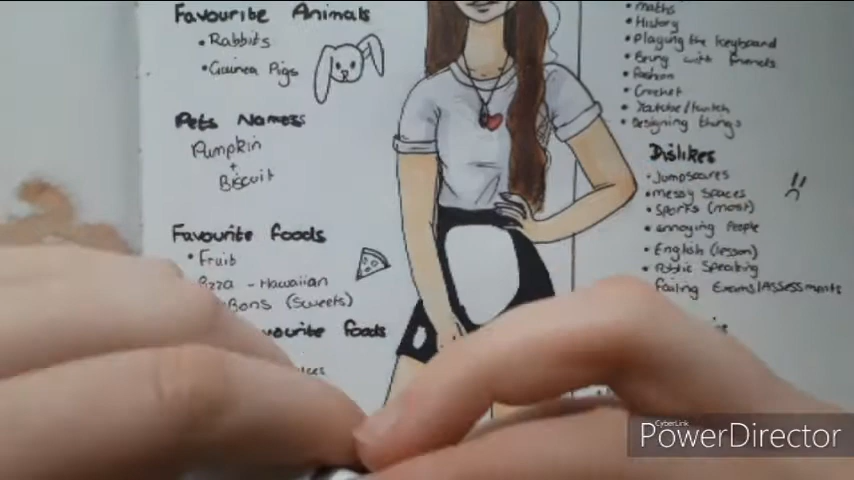 Favourite Animals
• Rabbits
• Guinea Pigs
Pets Names:
Pumpkin
+
Biscuit
Favourite foods
• Fruit
Pizza - Hawaiian
Bons (Sweets)
vourite foods
• maths
• History
• Playing the keyboard
• Being with friends
• Fashion
• Crochet
• Youtube/twitch
• Designing things
Dislikes
• Jumpscares
• messy spaces
• Sports (most)
• annoying People
• English (lesson)
• Public Speaking
Failing Exams/Assessments
CyberLink
PowerDirector